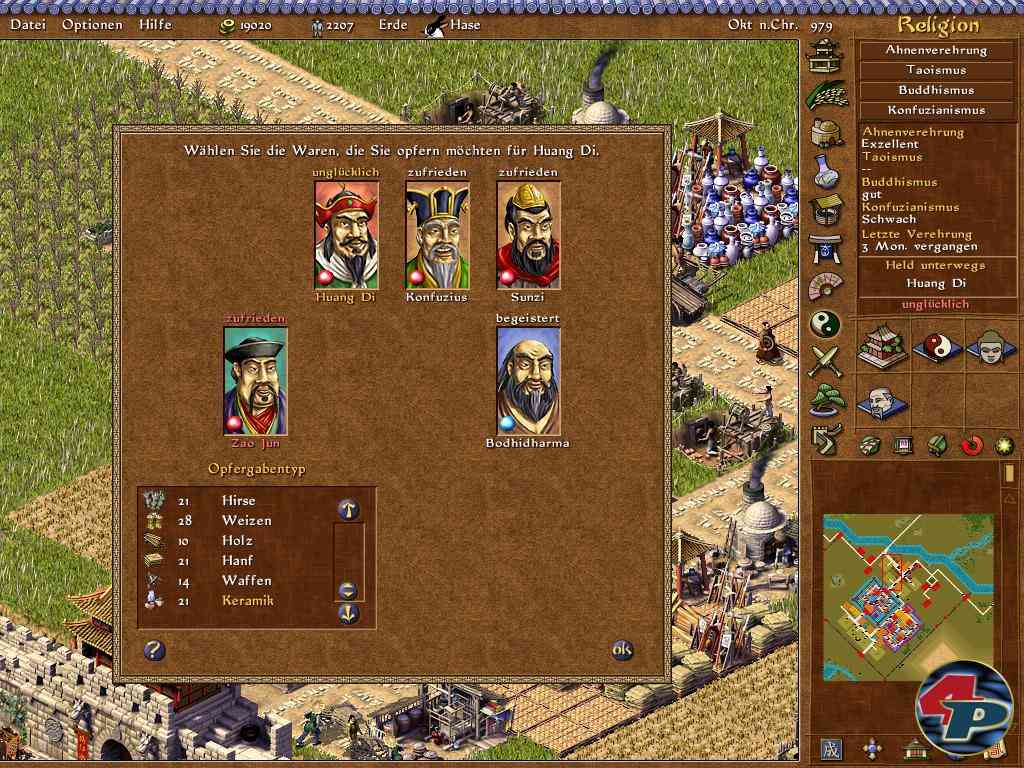 Datei Optionen Hilfe 19020 2207 Erde Hase Okt n.Chr. 979
Religion
Ahnenverehrung
Taoismus
Buddhismus
Konfuzianismus
Ahnenverehrung
Exzellent
Taoismus
--
Buddhismus
gut
Konfuzianismus
Schwach
Letzte Verehrung
3 Mon. vergangen
Held unterwegs
Huang Di
unglücklich
Wählen Sie die Waren, die Sie opfern möchten für Huang Di.
unglücklich zufrieden zufrieden
Huang Di Konfuzius Sunzi
zufrieden begeistert
Zao Jun Bodhidharma
Opfergabentyp
21 Hirse
28 Weizen
10 Holz
21 Hanf
14 Waffen
21 Keramik
? ok
4P